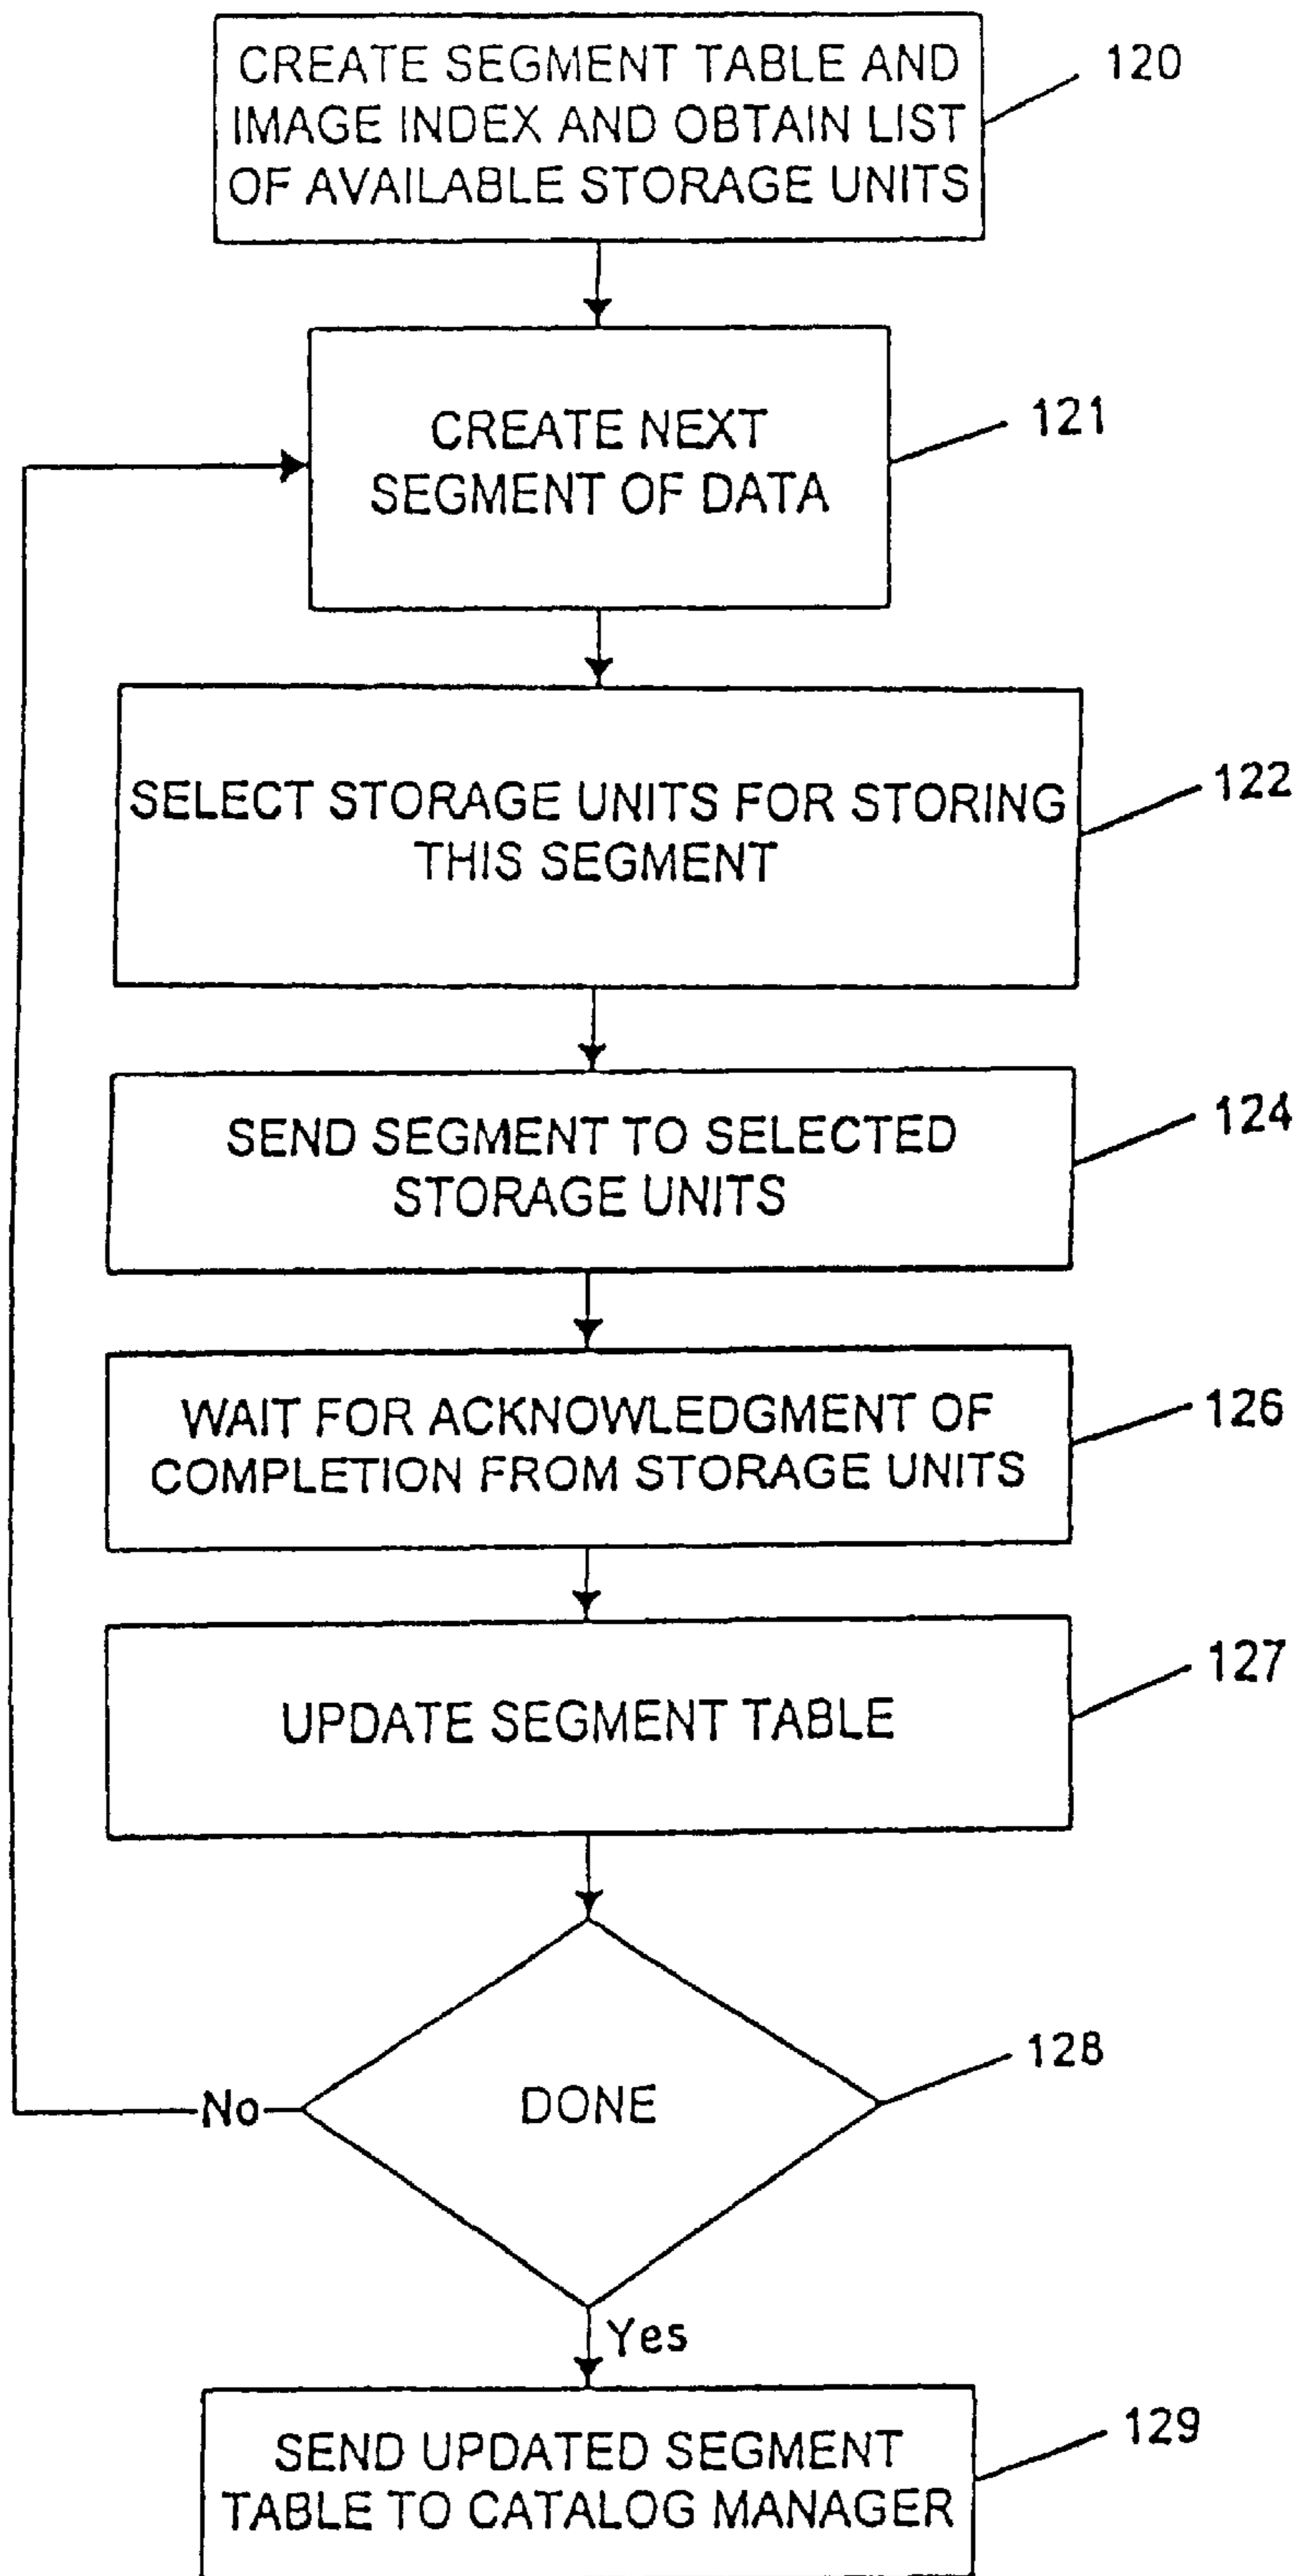 CREATE SEGMENT TABLE AND
IMAGE INDEX AND OBTAIN LIST
OF AVAILABLE STORAGE UNITS
120
CREATE NEXT
SEGMENT OF DATA
121
SELECT STORAGE UNITS FOR STORING
THIS SEGMENT
122
SEND SEGMENT TO SELECTED
STORAGE UNITS
124
WAIT FOR ACKNOWLEDGMENT OF
COMPLETION FROM STORAGE UNITS
126
UPDATE SEGMENT TABLE
127
DONE
128
No
Yes
SEND UPDATED SEGMENT
TABLE TO CATALOG MANAGER
129